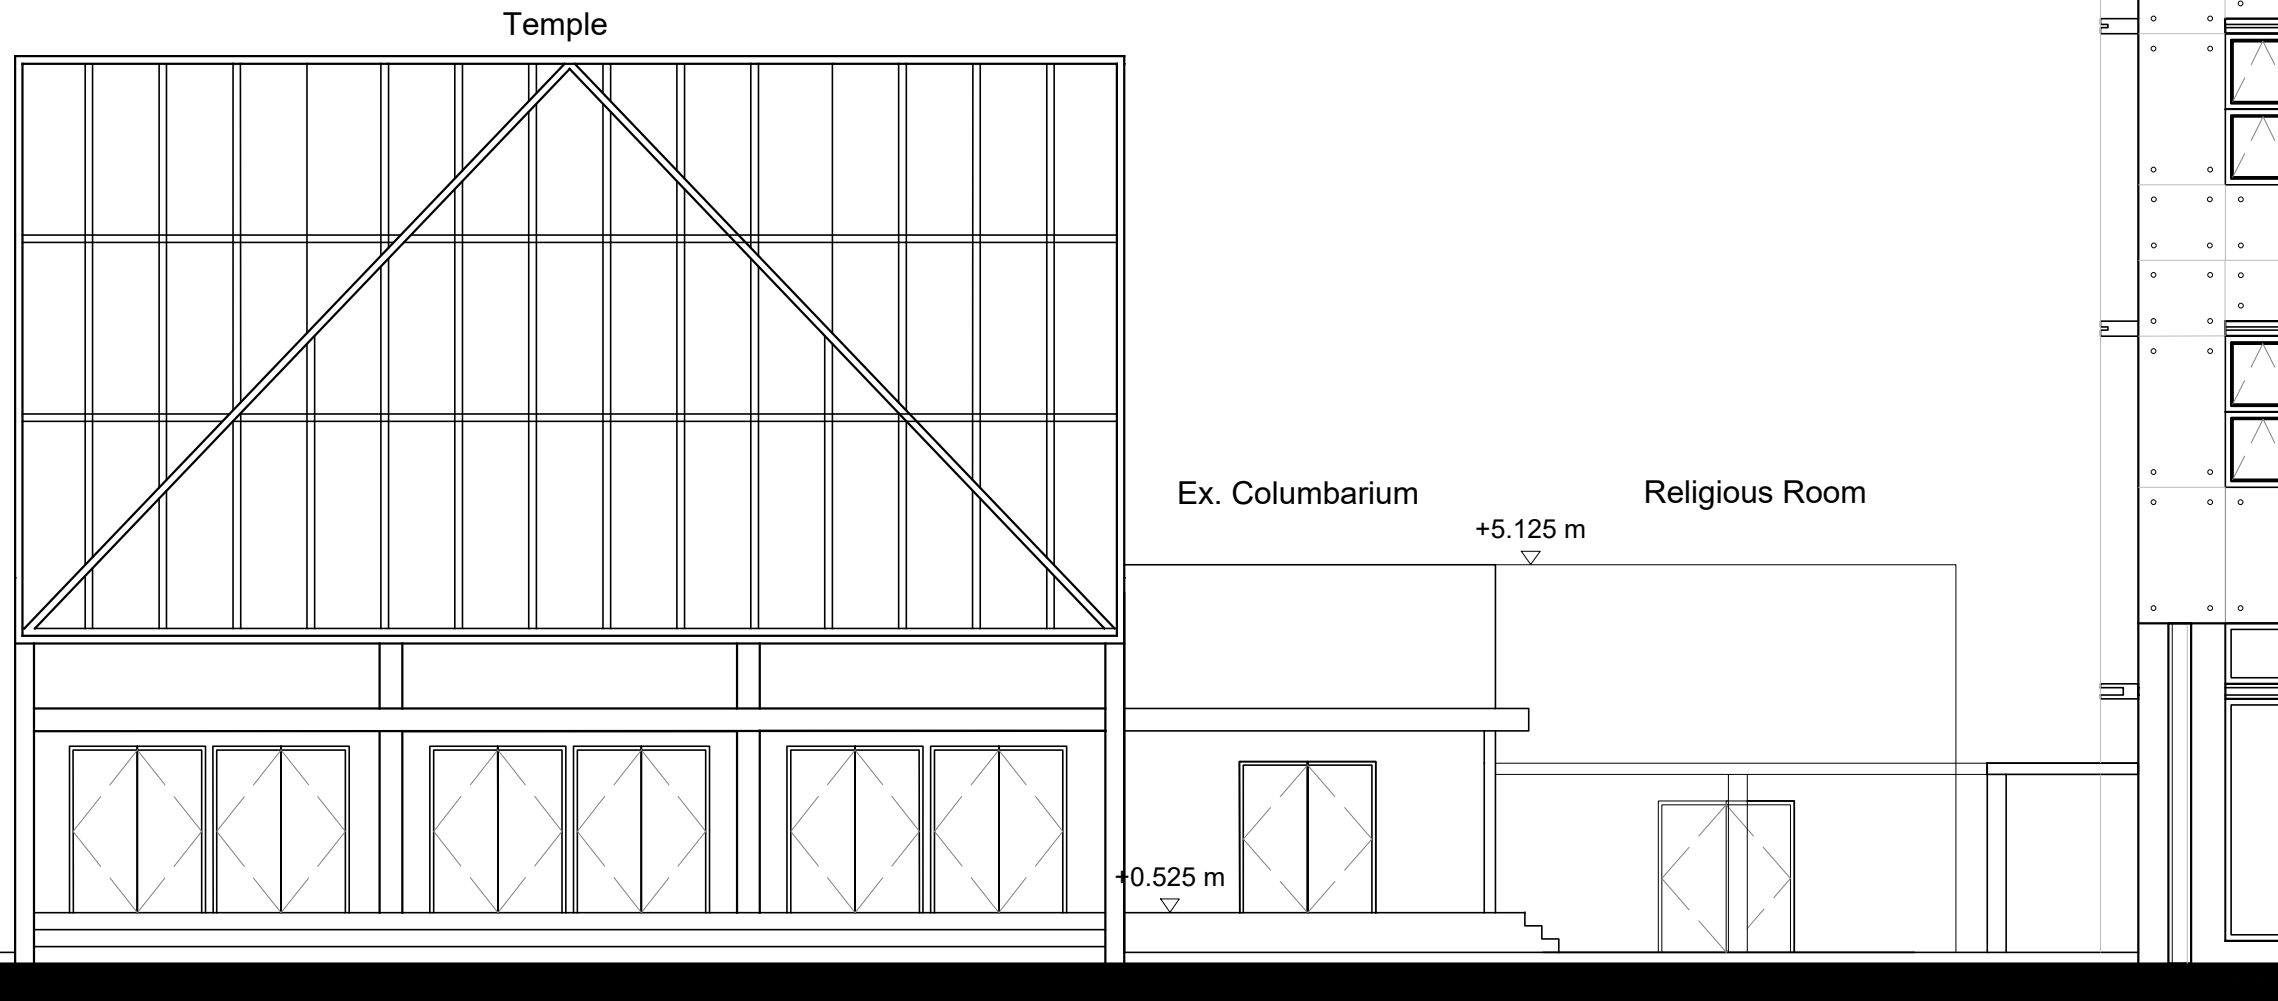 Temple
Ex. Columbarium
Religious Room
+5.125 m
+0.525 m